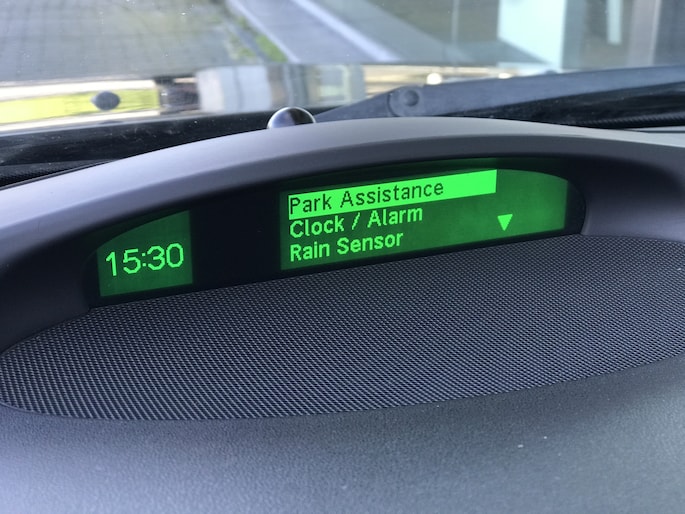 15:30
Park Assistance
Clock / Alarm
Rain Sensor